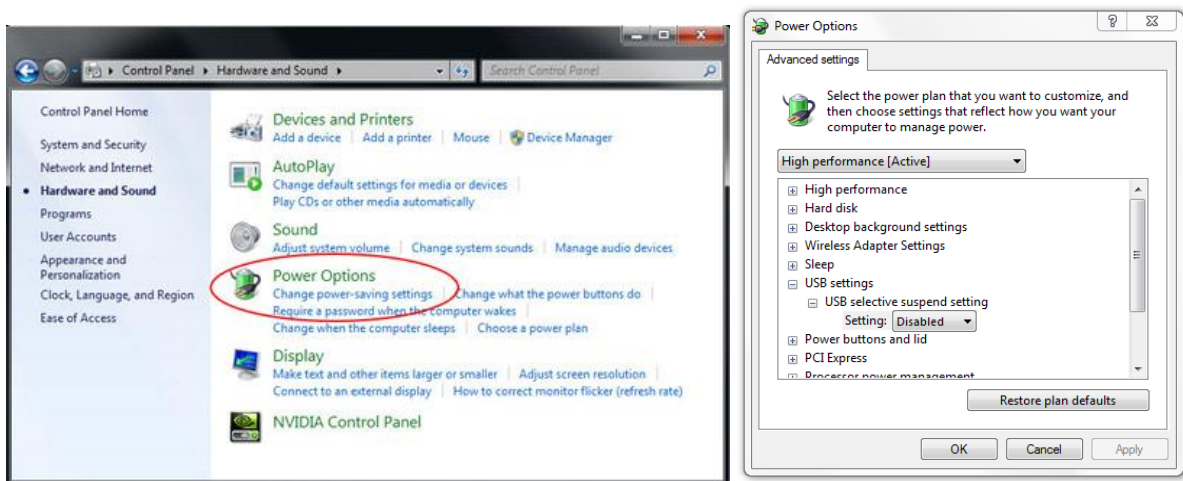 Control Panel ▸ Hardware and Sound ▸
Search Control Panel
Control Panel Home
System and Security
Network and Internet
Hardware and Sound
Programs
User Accounts
Appearance and
Personalization
Clock, Language, and Region
Ease of Access
Devices and Printers
Add a device | Add a printer | Mouse | Device Manager
AutoPlay
Change default settings for media or devices |
Play CDs or other media automatically
Sound
Adjust system volume | Change system sounds | Manage audio devices
Power Options
Change power-saving settings | Change what the power buttons do |
Require a password when the computer wakes |
Change when the computer sleeps | Choose a power plan
Display
Make text and other items larger or smaller | Adjust screen resolution |
Connect to an external display | How to correct monitor flicker (refresh rate)
NVIDIA Control Panel
Power Options
Advanced settings
Select the power plan that you want to customize, and
then choose settings that reflect how you want your
computer to manage power.
High performance [Active]
High performance
Hard disk
Desktop background settings
Wireless Adapter Settings
Sleep
USB settings
USB selective suspend setting
Setting: Disabled
Power buttons and lid
PCI Express
Processor power management
Restore plan defaults
OK Cancel Apply